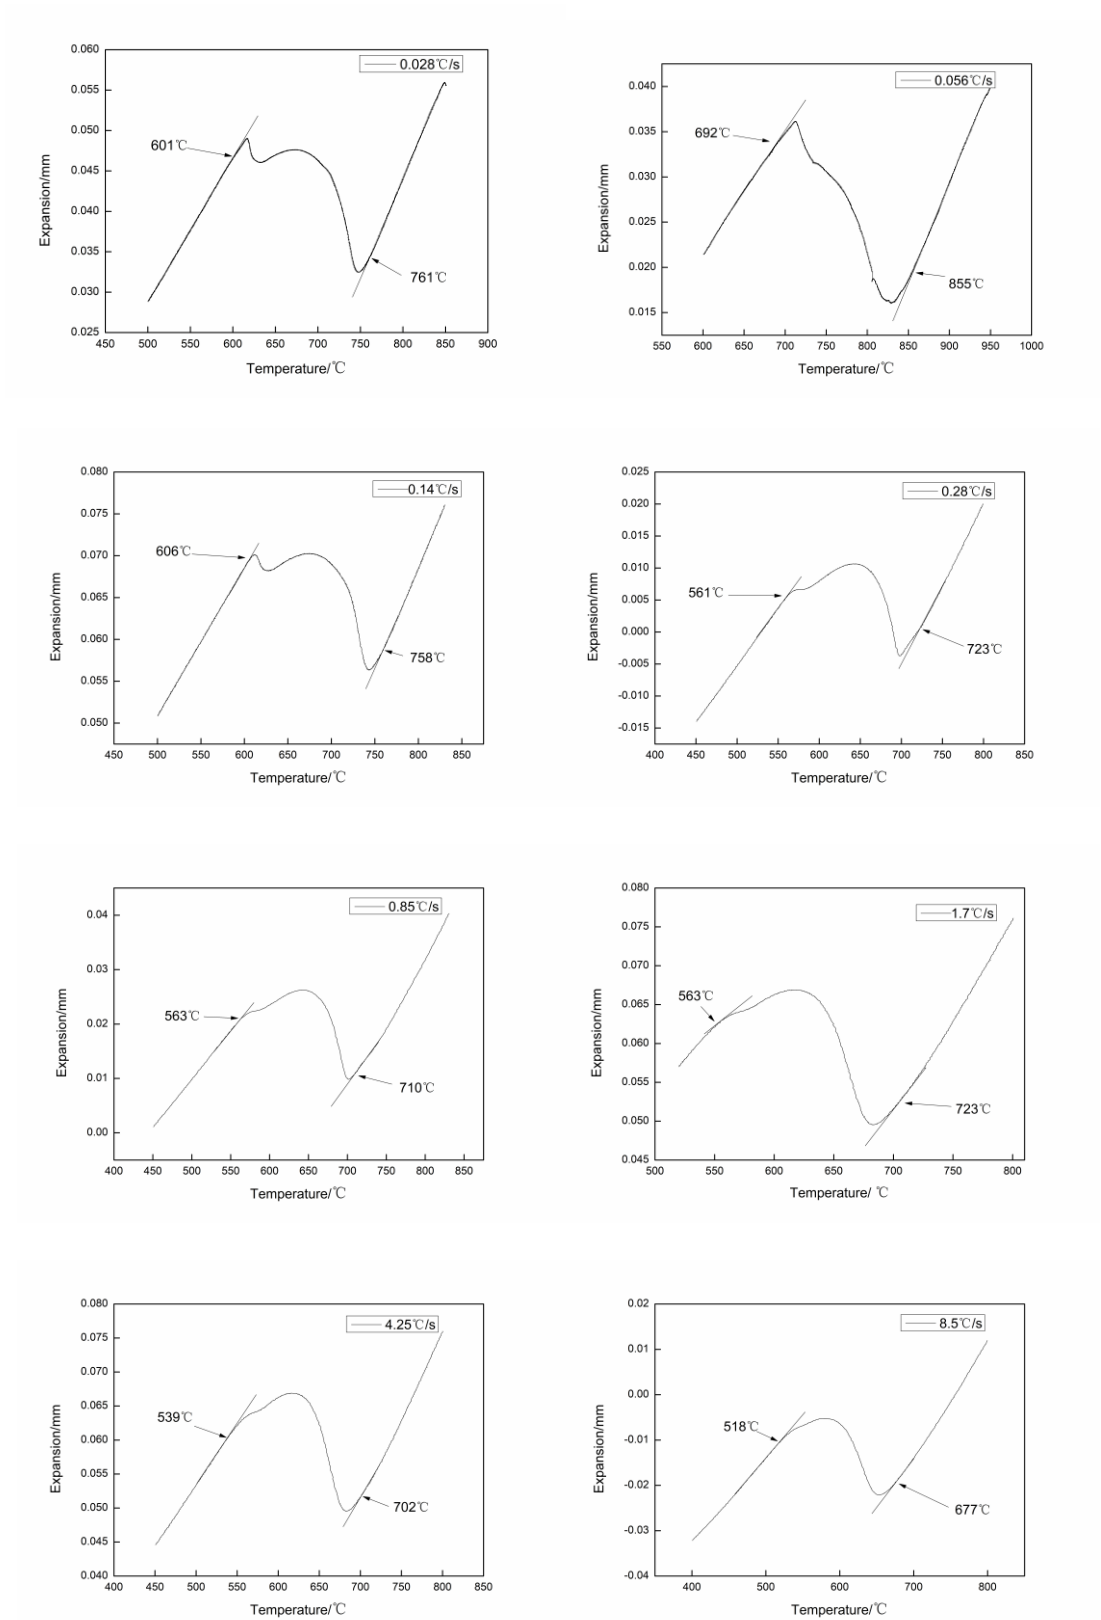 0.060
0.055
0.050
0.045
0.040
0.035
0.030
0.025
Expansion/mm
0.028℃/s
601℃
761℃
450 500 550 600 650 700 750 800 850 900
Temperature/℃
0.040
0.035
0.030
0.025
0.020
0.015
Expansion/mm
0.056℃/s
692℃
855℃
550 600 650 700 750 800 850 900 950 1000
Temperature/℃
0.080
0.075
0.070
0.065
0.060
0.055
0.050
Expansion/mm
0.14℃/s
606℃
758℃
450 500 550 600 650 700 750 800 850
Temperature/℃
0.025
0.020
0.015
0.010
0.005
0.000
-0.005
-0.010
-0.015
Expansion/mm
0.28℃/s
561℃
723℃
400 450 500 550 600 650 700 750 800 850
Temperature/℃
0.04
0.03
0.02
0.01
0.00
Expansion/mm
0.85℃/s
563℃
710℃
400 450 500 550 600 650 700 750 800 850
Temperature/℃
0.080
0.075
0.070
0.065
0.060
0.055
0.050
0.045
Expansion/mm
1.7℃/s
563℃
723℃
500 550 600 650 700 750 800
Temperature/ ℃
0.080
0.075
0.070
0.065
0.060
0.055
0.050
0.045
0.040
Expansion/mm
4.25℃/s
539℃
702℃
400 450 500 550 600 650 700 750 800 850
Temperature/℃
0.02
0.01
0.00
-0.01
-0.02
-0.03
-0.04
Expansion/mm
8.5℃/s
518℃
677℃
400 500 600 700 800
Temperature/℃